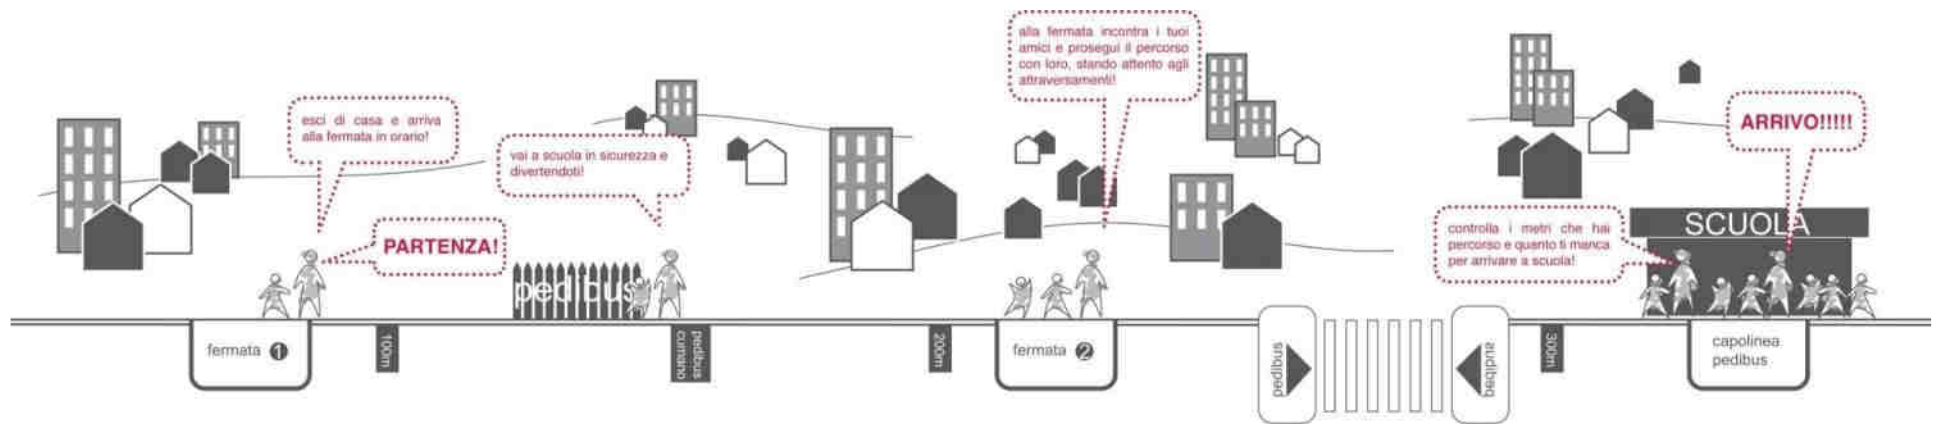 esci di casa e arriva
alla fermata in orario!
PARTENZA!
vai a scuola in sicurezza e
divertendoti!
pedibus
alla fermata incontra i tuoi
amici e prosegui il percorso
con loro, stando attento agli
attraversamenti!
ARRIVO!!!!!
controlla i metri che hai
percorso e quanto ti manca
per arrivare a scuola!
SCUOLA
fermata 1
100m
pedibus
cumano
200m
fermata 2
pedibus
pedibus
300m
capolinea
pedibus